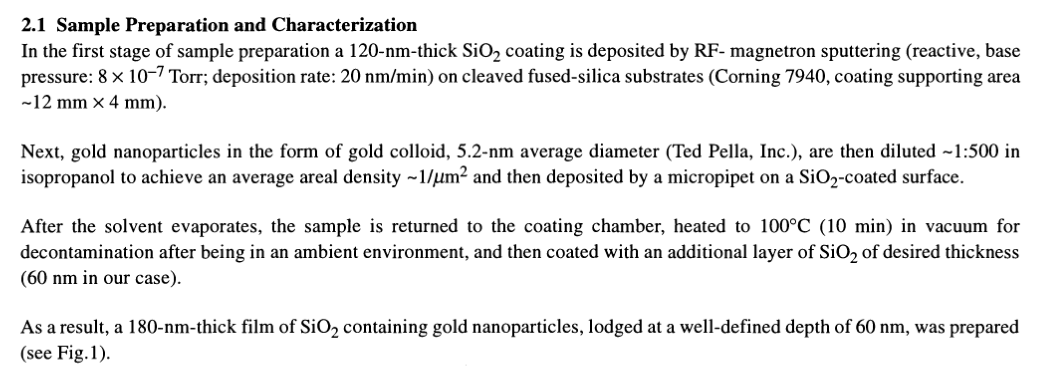 2.1 Sample Preparation and Characterization
In the first stage of sample preparation a 120-nm-thick SiO₂ coating is deposited by RF- magnetron sputtering (reactive, base
pressure: 8 × 10⁻⁷ Torr; deposition rate: 20 nm/min) on cleaved fused-silica substrates (Corning 7940, coating supporting area
~12 mm × 4 mm).
Next, gold nanoparticles in the form of gold colloid, 5.2-nm average diameter (Ted Pella, Inc.), are then diluted ~1:500 in
isopropanol to achieve an average areal density ~1/μm² and then deposited by a micropipet on a SiO₂-coated surface.
After the solvent evaporates, the sample is returned to the coating chamber, heated to 100°C (10 min) in vacuum for
decontamination after being in an ambient environment, and then coated with an additional layer of SiO₂ of desired thickness
(60 nm in our case).
As a result, a 180-nm-thick film of SiO₂ containing gold nanoparticles, lodged at a well-defined depth of 60 nm, was prepared
(see Fig.1).